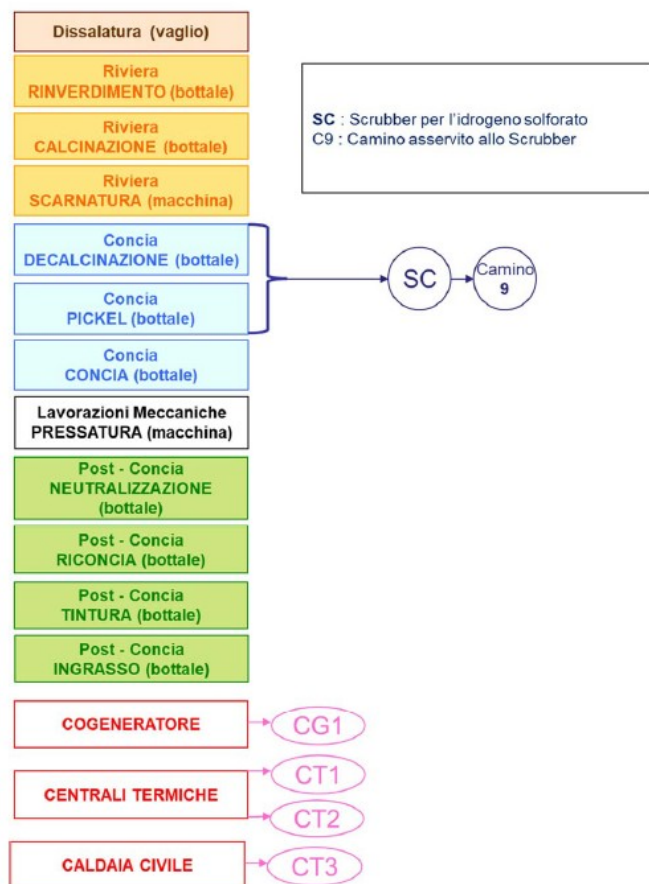 Dissalatura (vaglio)
Riviera
RINVERDIMENTO (bottale)
Riviera
CALCINAZIONE (bottale)
Riviera
SCARNATURA (macchina)
SC : Scrubber per l'idrogeno solforato
C9 : Camino asservito allo Scrubber
Concia
DECALCINAZIONE (bottale)
Concia
PICKEL (bottale)
SC
Camino
9
Concia
CONCIA (bottale)
Lavorazioni Meccaniche
PRESSATURA (macchina)
Post - Concia
NEUTRALIZZAZIONE
(bottale)
Post - Concia
RICONCIA (bottale)
Post - Concia
TINTURA (bottale)
Post - Concia
INGRASSO (bottale)
COGENERATORE
CG1
CENTRALI TERMICHE
CT1
CT2
CALDAIA CIVILE
CT3